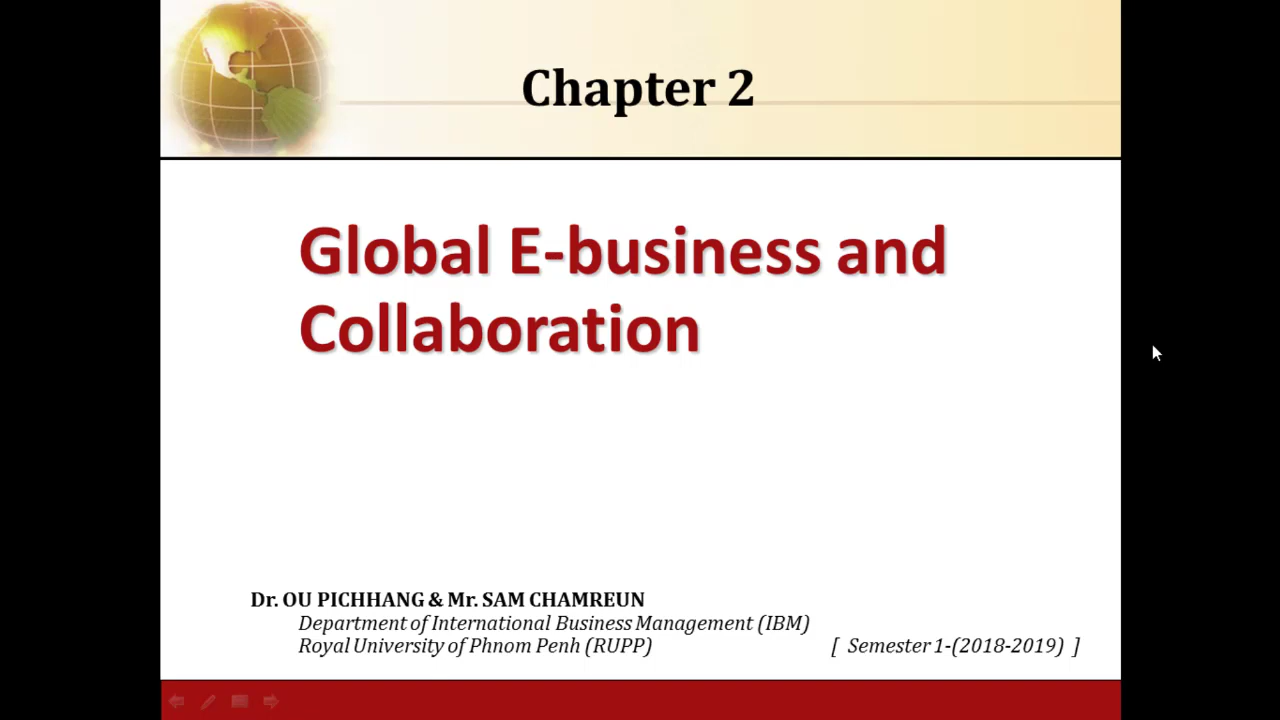 Chapter 2
Global E-business and
Collaboration
Dr. OU PICHHANG & Mr. SAM CHAMREUN
Department of International Business Management (IBM)
Royal University of Phnom Penh (RUPP) [ Semester 1-(2018-2019) ]